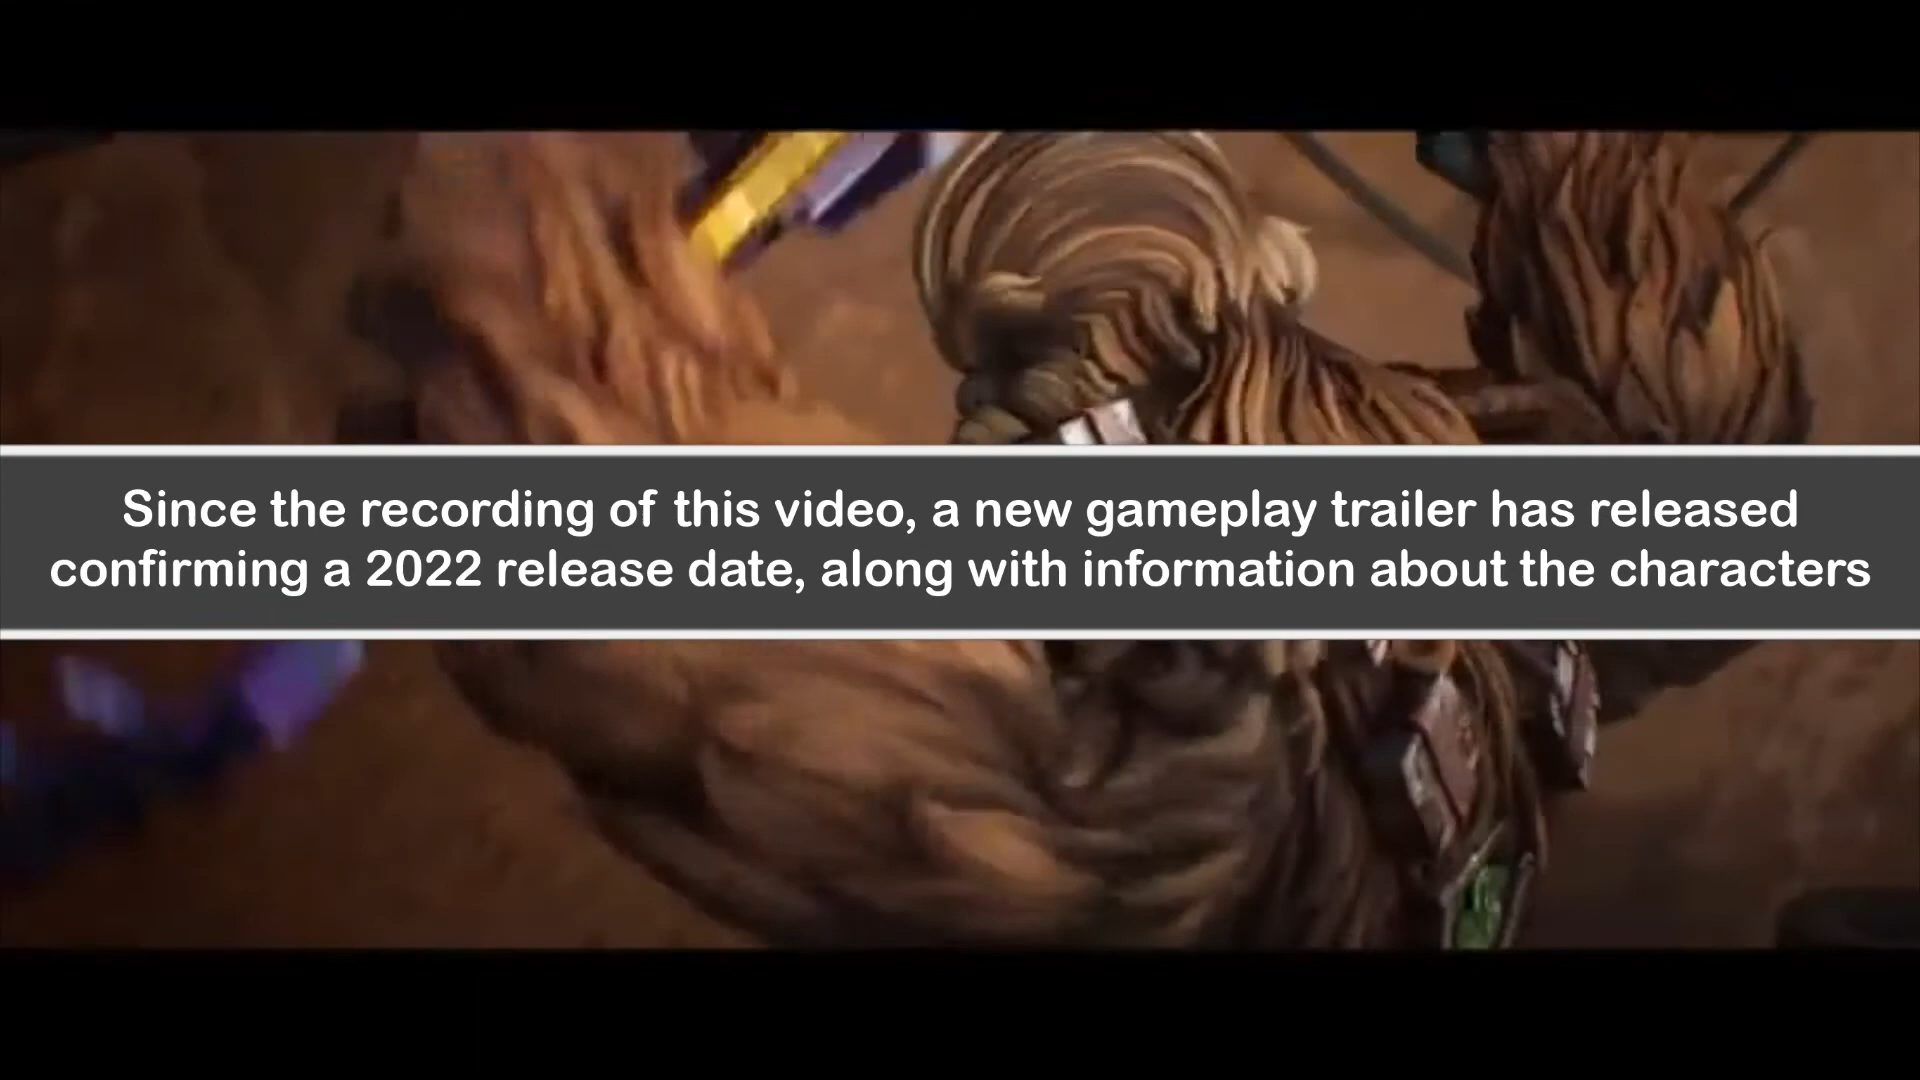 Since the recording of this video, a new gameplay trailer has released
confirming a 2022 release date, along with information about the characters